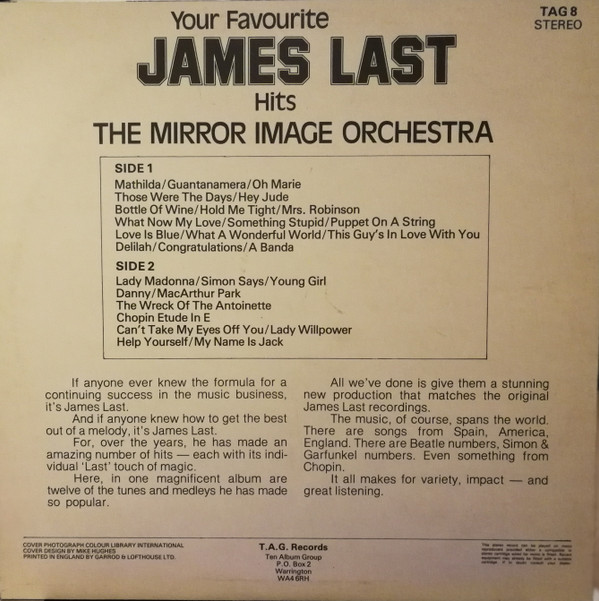 Your Favourite
JAMES LAST
Hits
THE MIRROR IMAGE ORCHESTRA
TAG 8
STEREO
SIDE 1
Mathilda/Guantanamera/Oh Marie
Those Were The Days/Hey Jude
Bottle Of Wine/Hold Me Tight/Mrs. Robinson
What Now My Love/Something Stupid/Puppet On A String
Love Is Blue/What A Wonderful World/This Guy's In Love With You
Delilah/Congratulations/A Banda
SIDE 2
Lady Madonna/Simon Says/Young Girl
Danny/MacArthur Park
The Wreck Of The Antoinette
Chopin Etude In E
Can't Take My Eyes Off You/Lady Willpower
Help Yourself/My Name Is Jack
If anyone ever knew the formula for a
continuing success in the music business,
it's James Last.
And if anyone knew how to get the best
out of a melody, it's James Last.
For, over the years, he has made an
amazing number of hits — each with its indi-
vidual 'Last' touch of magic.
Here, in one magnificent album are
twelve of the tunes and medleys he has made
so popular.
All we've done is give them a stunning
new production that matches the original
James Last recordings.
The music, of course, spans the world.
There are songs from Spain, America,
England. There are Beatle numbers, Simon &
Garfunkel numbers. Even something from
Chopin.
It all makes for variety, impact — and
great listening.
COVER PHOTOGRAPH COLOUR LIBRARY INTERNATIONAL
COVER DESIGN BY MIKE HUGHES
PRINTED IN ENGLAND BY GARROD & LOFTHOUSE LTD.
T.A.G. Records
Ten Album Group
P.O. Box 2
Warrington
WA4 6RH